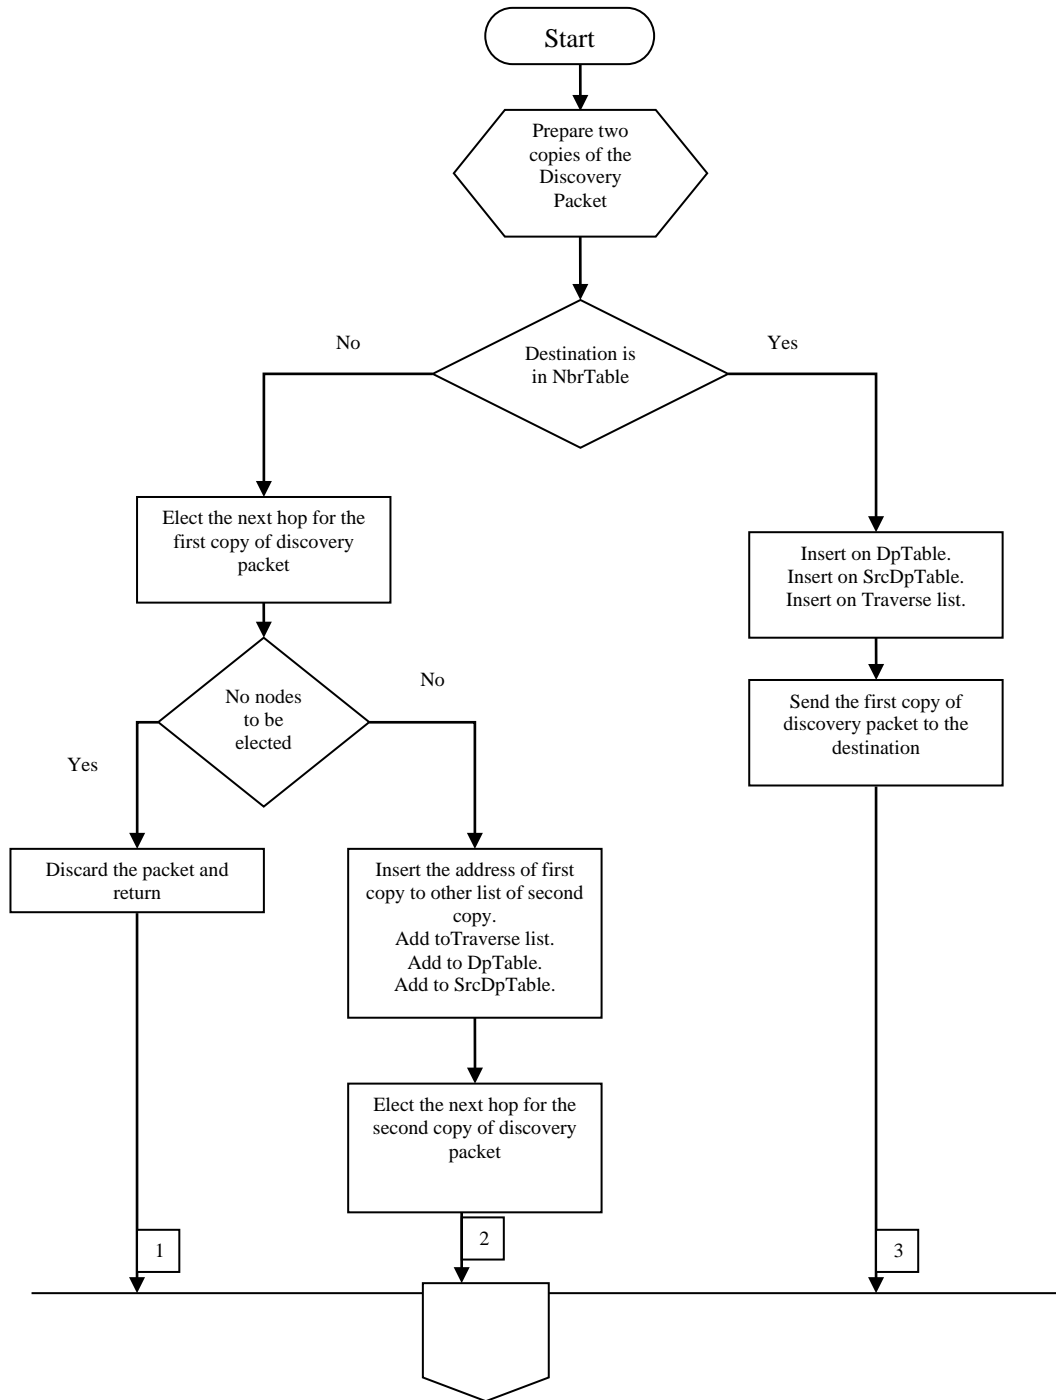 Start
Prepare two
copies of the
Discovery
Packet
Destination is
in NbrTable
No
Yes
Elect the next hop for the
first copy of discovery
packet
Insert on DpTable.
Insert on SrcDpTable.
Insert on Traverse list.
No nodes
to be
elected
No
Yes
Send the first copy of
discovery packet to the
destination
Discard the packet and
return
Insert the address of first
copy to other list of second
copy.
Add toTraverse list.
Add to DpTable.
Add to SrcDpTable.
Elect the next hop for the
second copy of discovery
packet
1
2
3